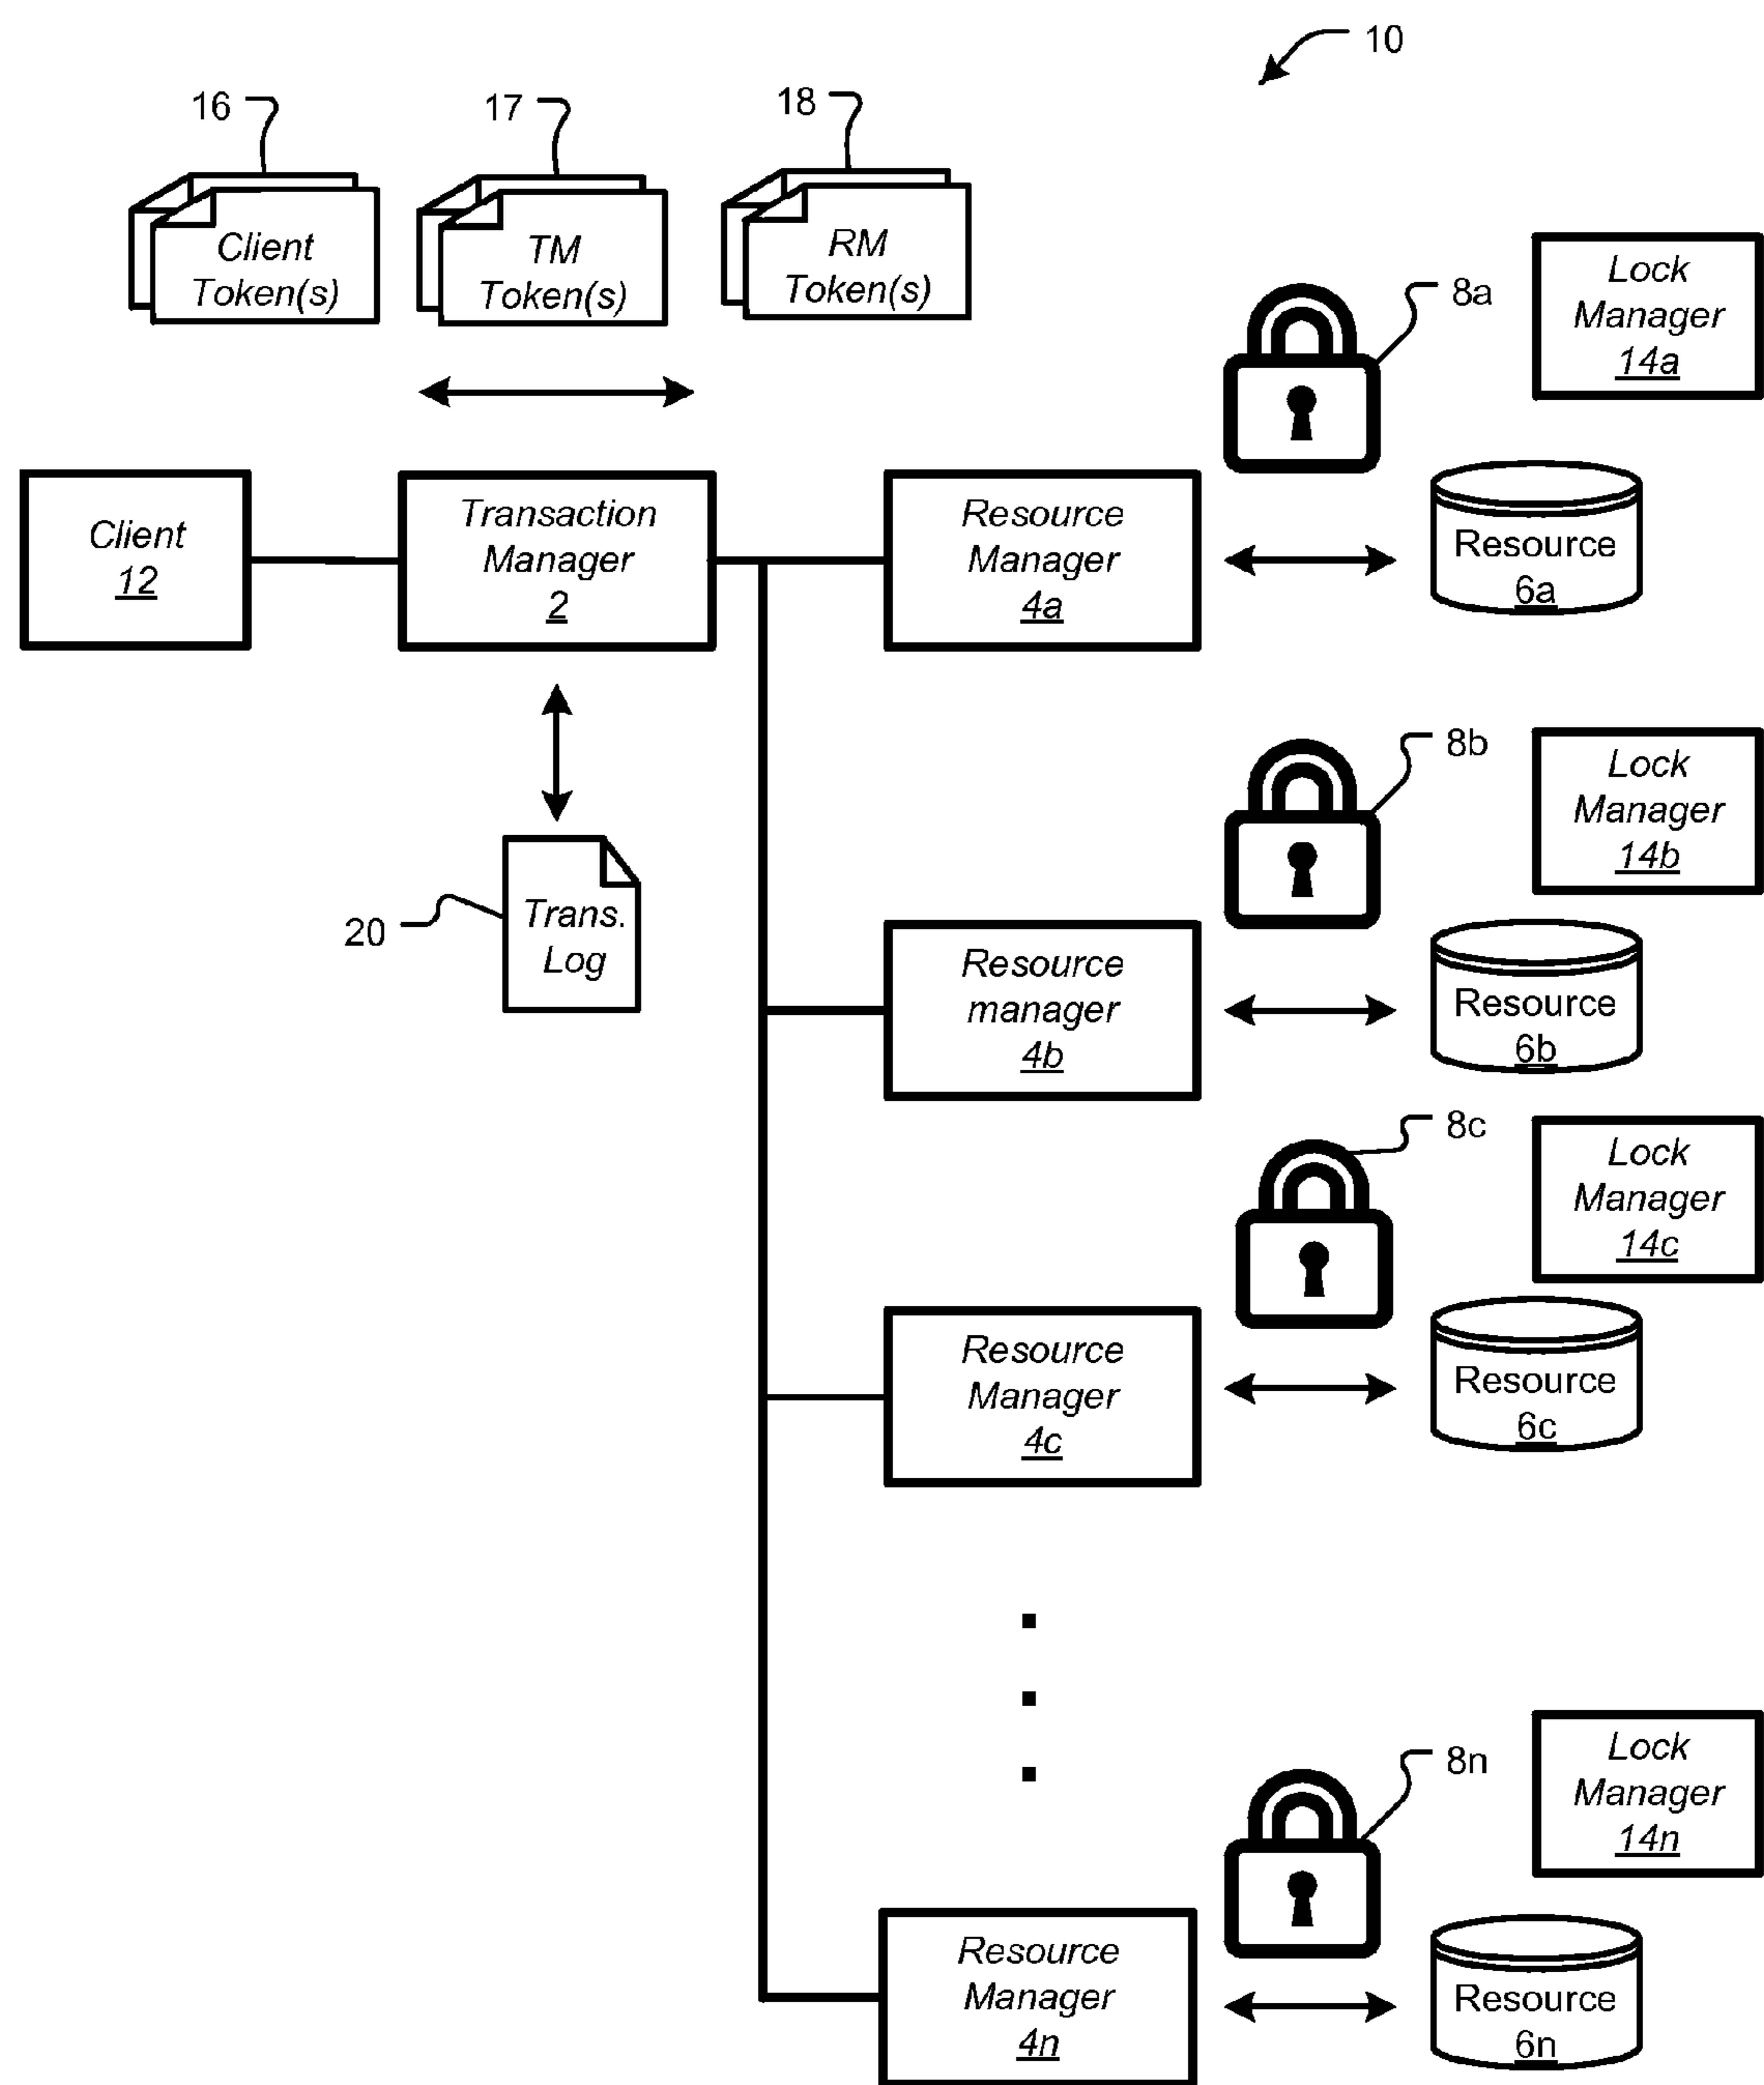 10
16
17
18
Client
Token(s)
TM
Token(s)
RM
Token(s)
8a
Lock
Manager
14a
Client
12
Transaction
Manager
2
Resource
Manager
4a
Resource
6a
8b
Lock
Manager
14b
20
Trans.
Log
Resource
manager
4b
Resource
6b
8c
Lock
Manager
14c
Resource
Manager
4c
Resource
6c
8n
Lock
Manager
14n
Resource
Manager
4n
Resource
6n